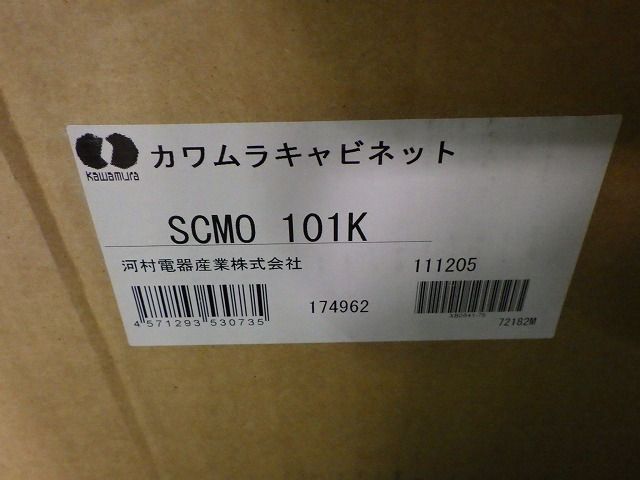 カワムラキャビネット
kawamura
SCMO 101K
河村電器産業株式会社 111205
4 571293 530735
174962
72182M